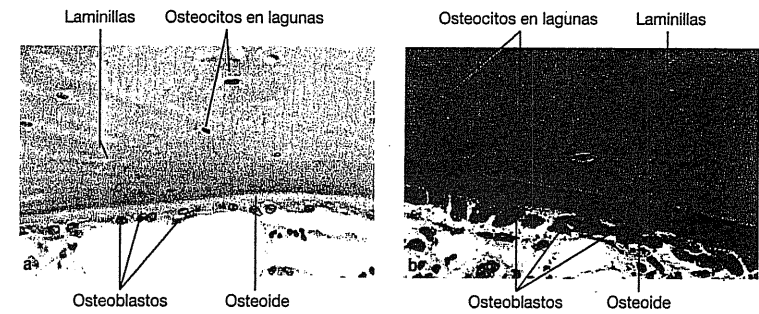 Laminillas Osteocitos en lagunas
a
Osteoblastos Osteoide
Osteocitos en lagunas Laminillas
b
Osteoblastos Osteoide